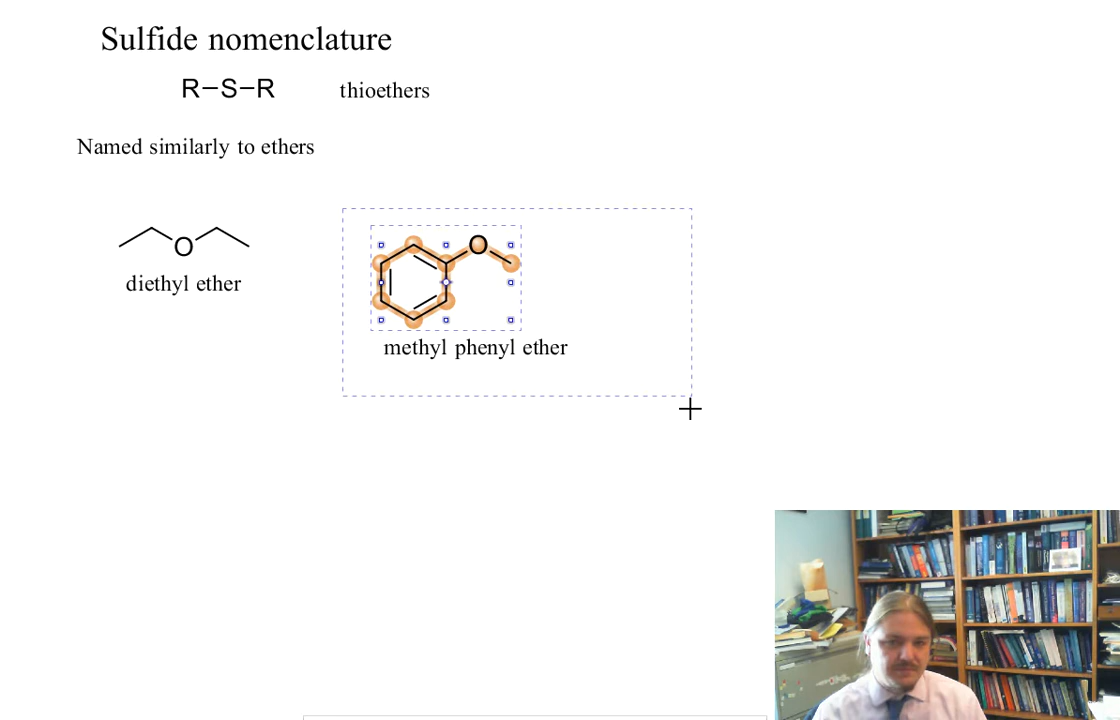 Sulfide nomenclature
R-S-R thioethers
Named similarly to ethers
O
O
diethyl ether
methyl phenyl ether